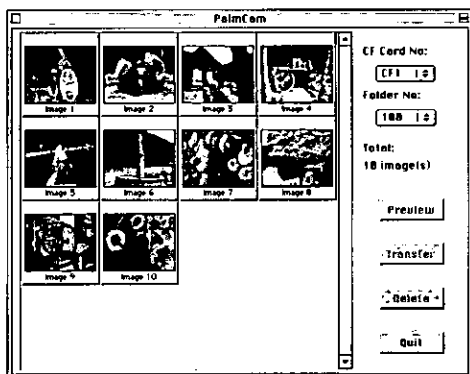 PalmCam
Image 1
Image 2
Image 3
Image 4
Image 5
Image 6
Image 7
Image 8
Image 9
Image 10
CF Card No:
CF1
Folder No:
100
Total:
10 image(s)
Preview
Transfer
Delete
Quit